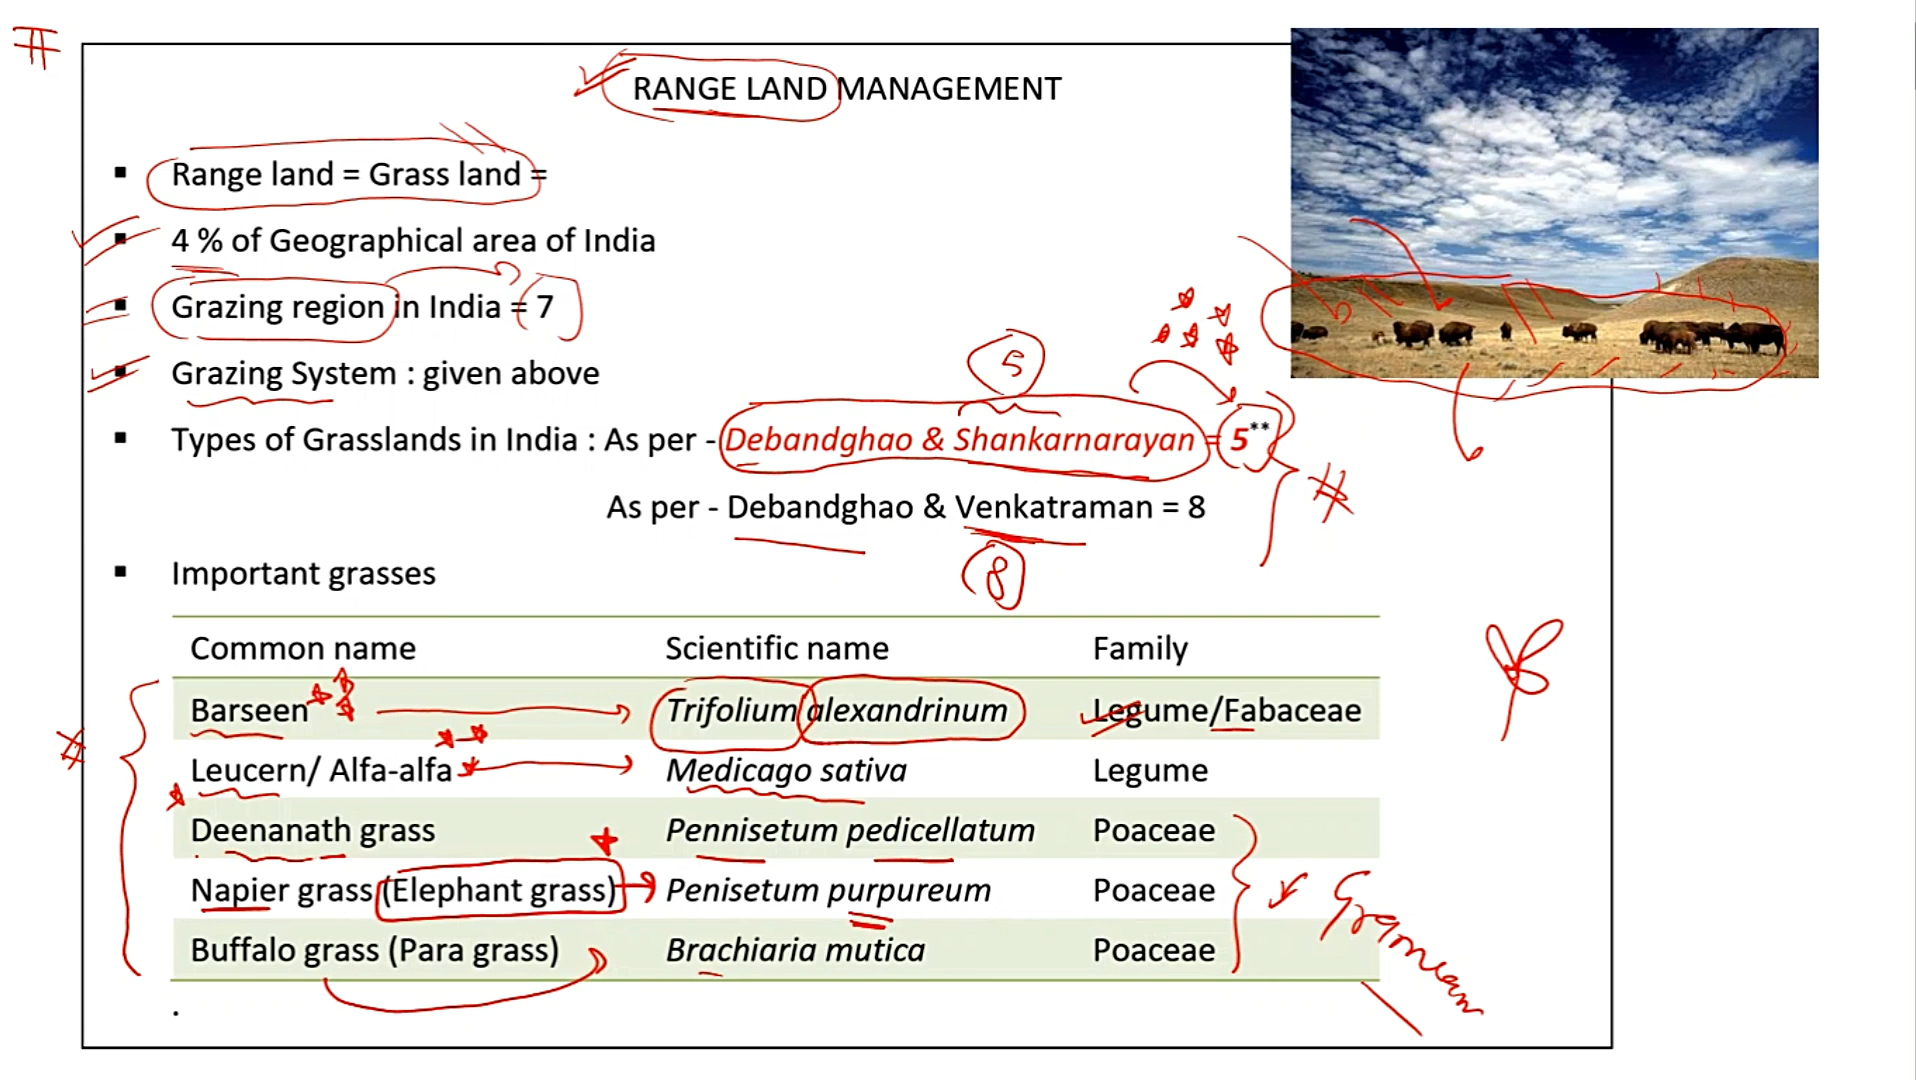 RANGE LAND MANAGEMENT
▪ Range land = Grass land =
▪ 4 % of Geographical area of India
▪ Grazing region in India = 7
▪ Grazing System : given above
5
▪ Types of Grasslands in India : As per - Debandghao & Shankarnarayan = 5**
As per - Debandghao & Venkatraman = 8
8
▪ Important grasses
Common name Scientific name Family
Barseen Trifolium alexandrinum Legume/Fabaceae
Leucern/ Alfa-alfa Medicago sativa Legume
Deenanath grass Pennisetum pedicellatum Poaceae
Napier grass (Elephant grass) Penisetum purpureum Poaceae
Buffalo grass (Para grass) Brachiaria mutica Poaceae
.